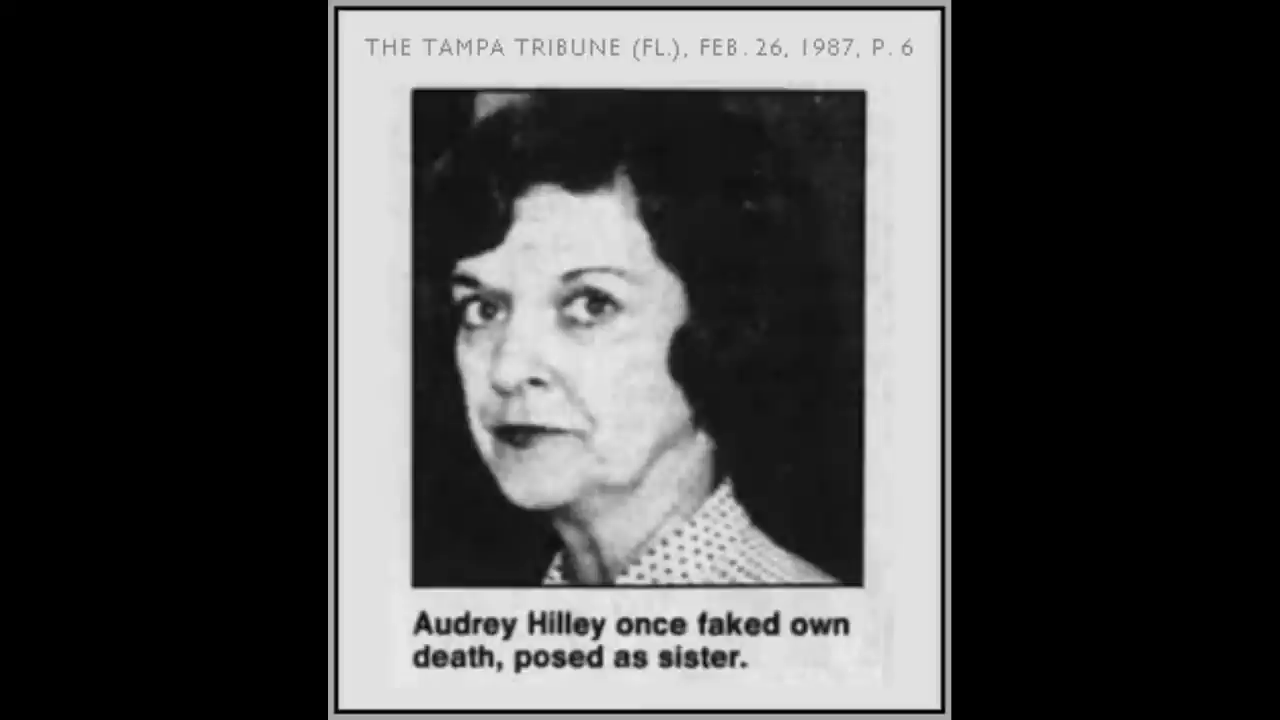 THE TAMPA TRIBUNE (FL.), FEB. 26, 1987, P. 6
Audrey Hilley once faked own
death, posed as sister.